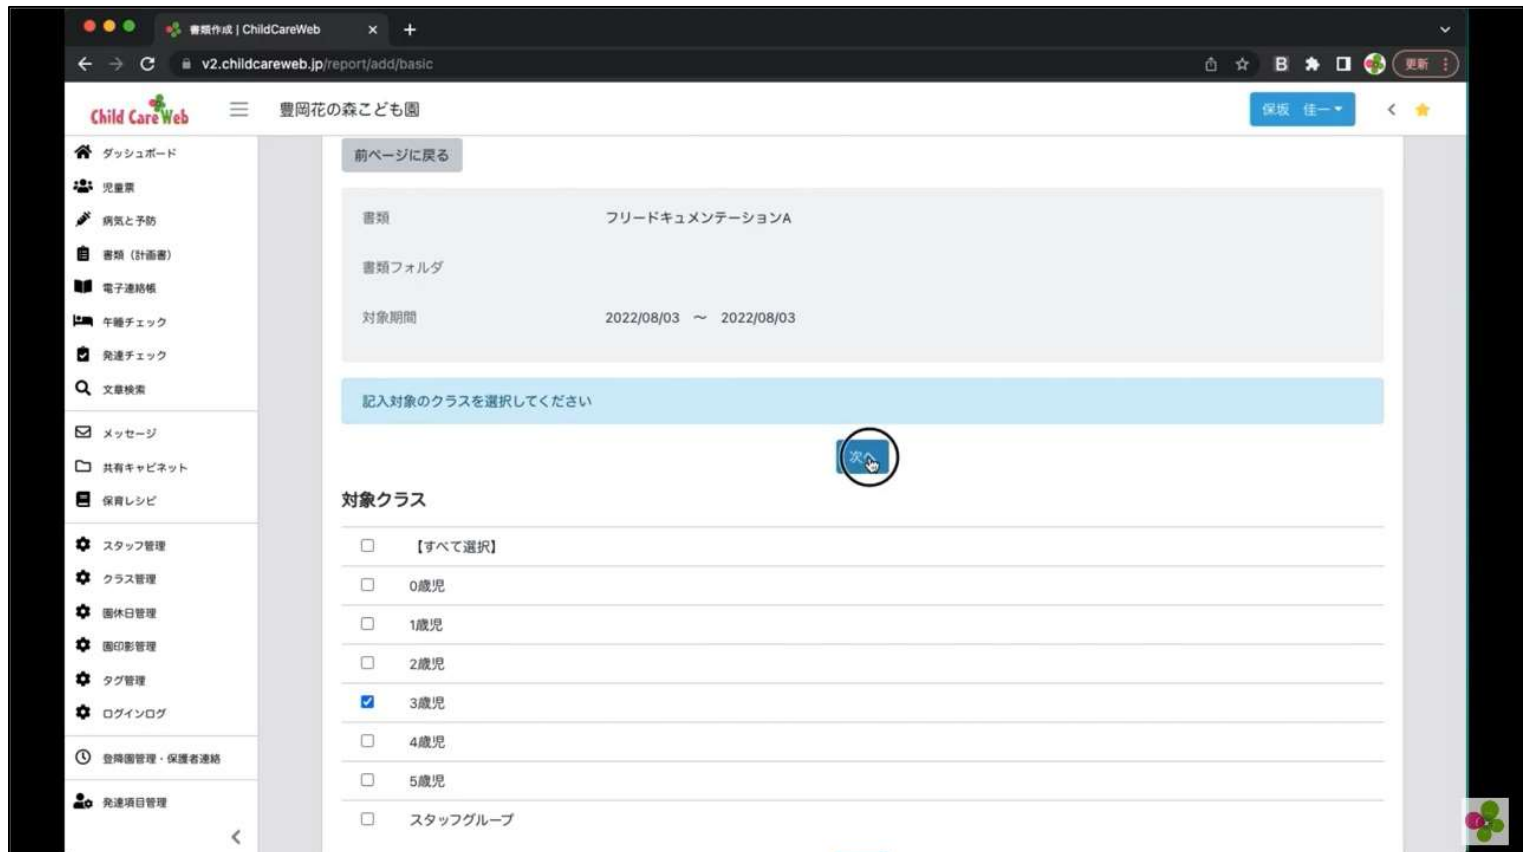 書類作成 | ChildCareWeb
v2.childcareweb.jp/report/add/basic
B
更新
Child Care Web
豊岡花の森こども園
保坂 佳一
ダッシュボード
児童票
病気と予防
書類（計画書）
電子連絡帳
午睡チェック
発達チェック
文章検索
メッセージ
共有キャビネット
保育レシピ
スタッフ管理
クラス管理
園休日管理
園印影管理
タグ管理
ログインログ
登降園管理・保護者連絡
発達項目管理
前ページに戻る
書類 フリードキュメンテーションA
書類フォルダ
対象期間 2022/08/03 ～ 2022/08/03
記入対象のクラスを選択してください
次へ
対象クラス
【すべて選択】
0歳児
1歳児
2歳児
3歳児
4歳児
5歳児
スタッフグループ